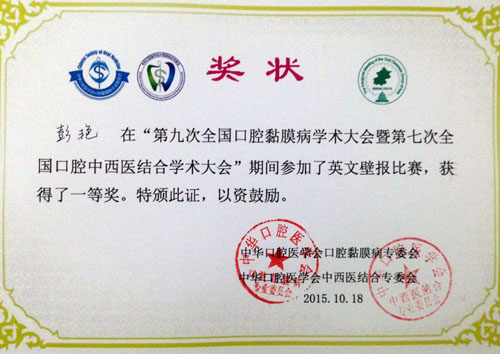 奖状
彭艳 在“第九次全国口腔黏膜病学术大会暨第七次全
国口腔中西医结合学术大会”期间参加了英文壁报比赛，获
得了一等奖。特颁此证，以资鼓励。
中华口腔医学会口腔黏膜病专委会
中华口腔医学会中西医结合专委会
2015.10.18